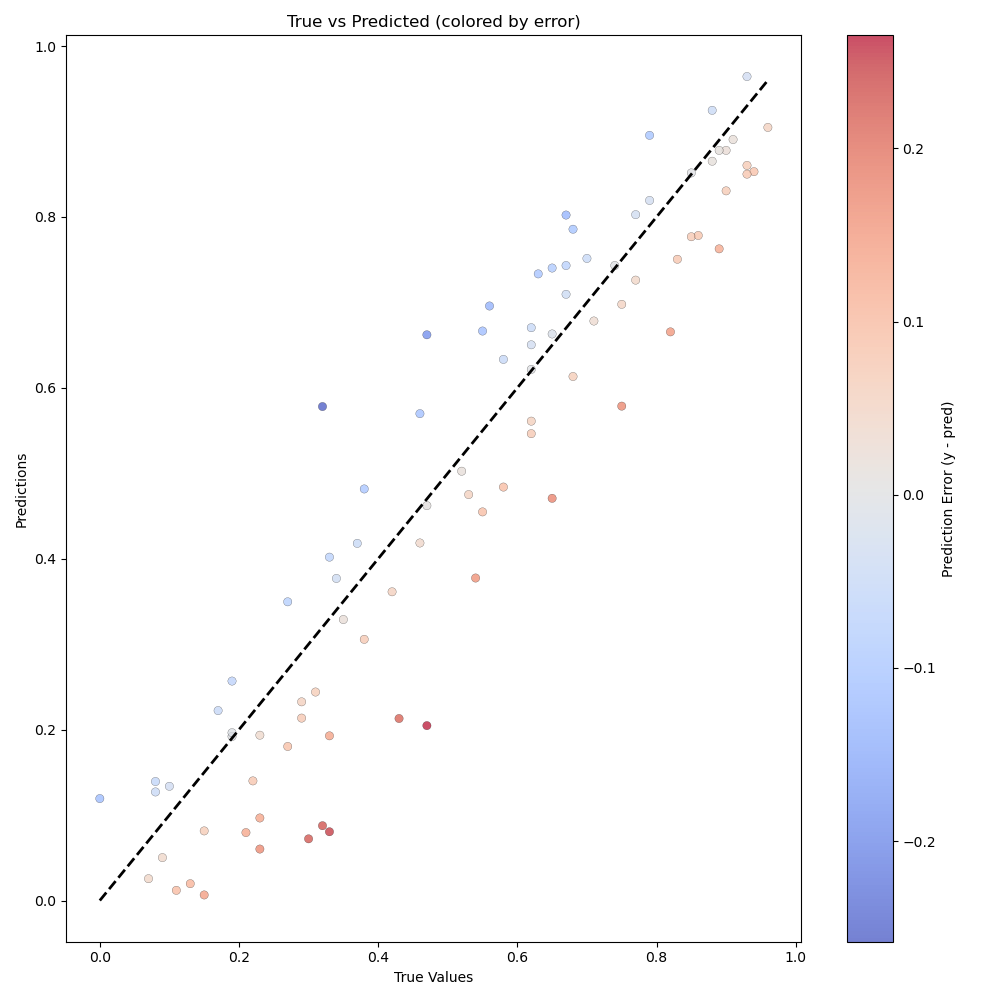 True vs Predicted (colored by error)
1.0
0.8
0.6
0.4
0.2
0.0
Predictions
0.0 0.2 0.4 0.6 0.8 1.0
True Values
0.2
0.1
0.0
−0.1
−0.2
Prediction Error (y - pred)